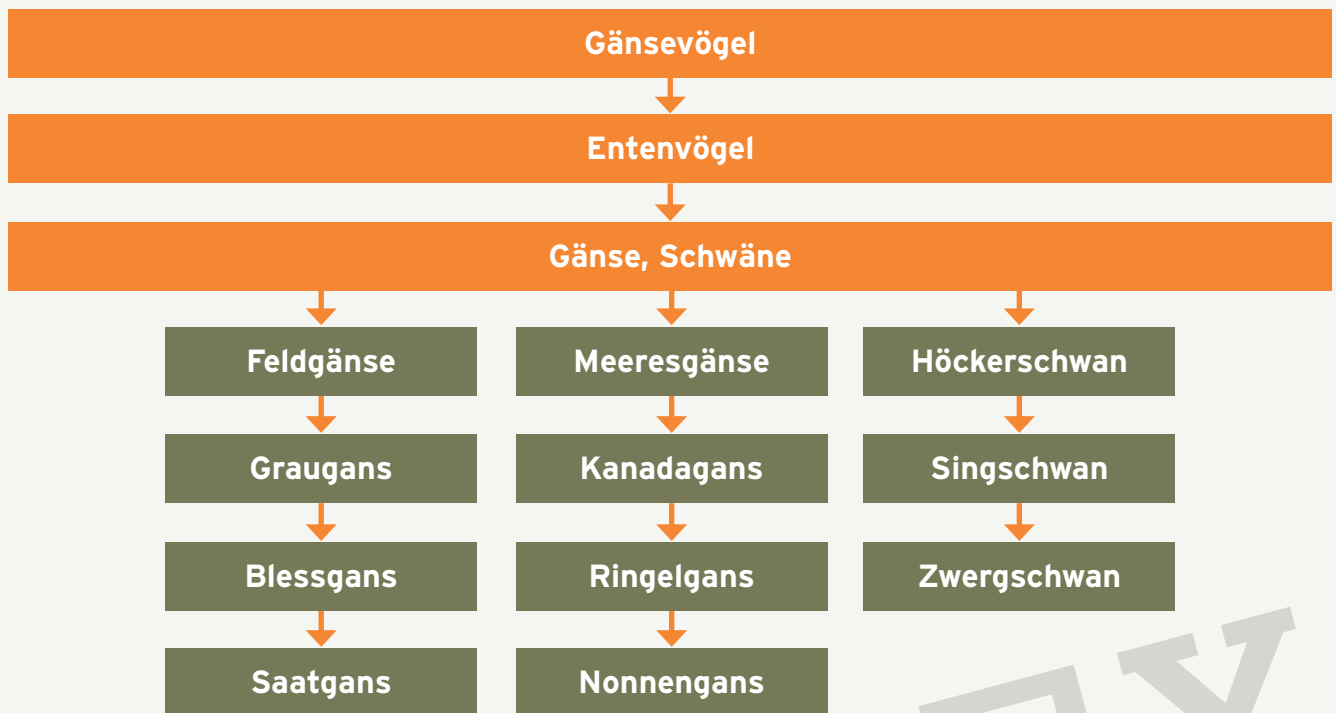 Gänsevögel
Entenvögel
Gänse, Schwäne
Feldgänse
Meeresgänse
Höckerschwan
Graugans
Kanadagans
Singschwan
Blessgans
Ringelgans
Zwergschwan
Saatgans
Nonnengans